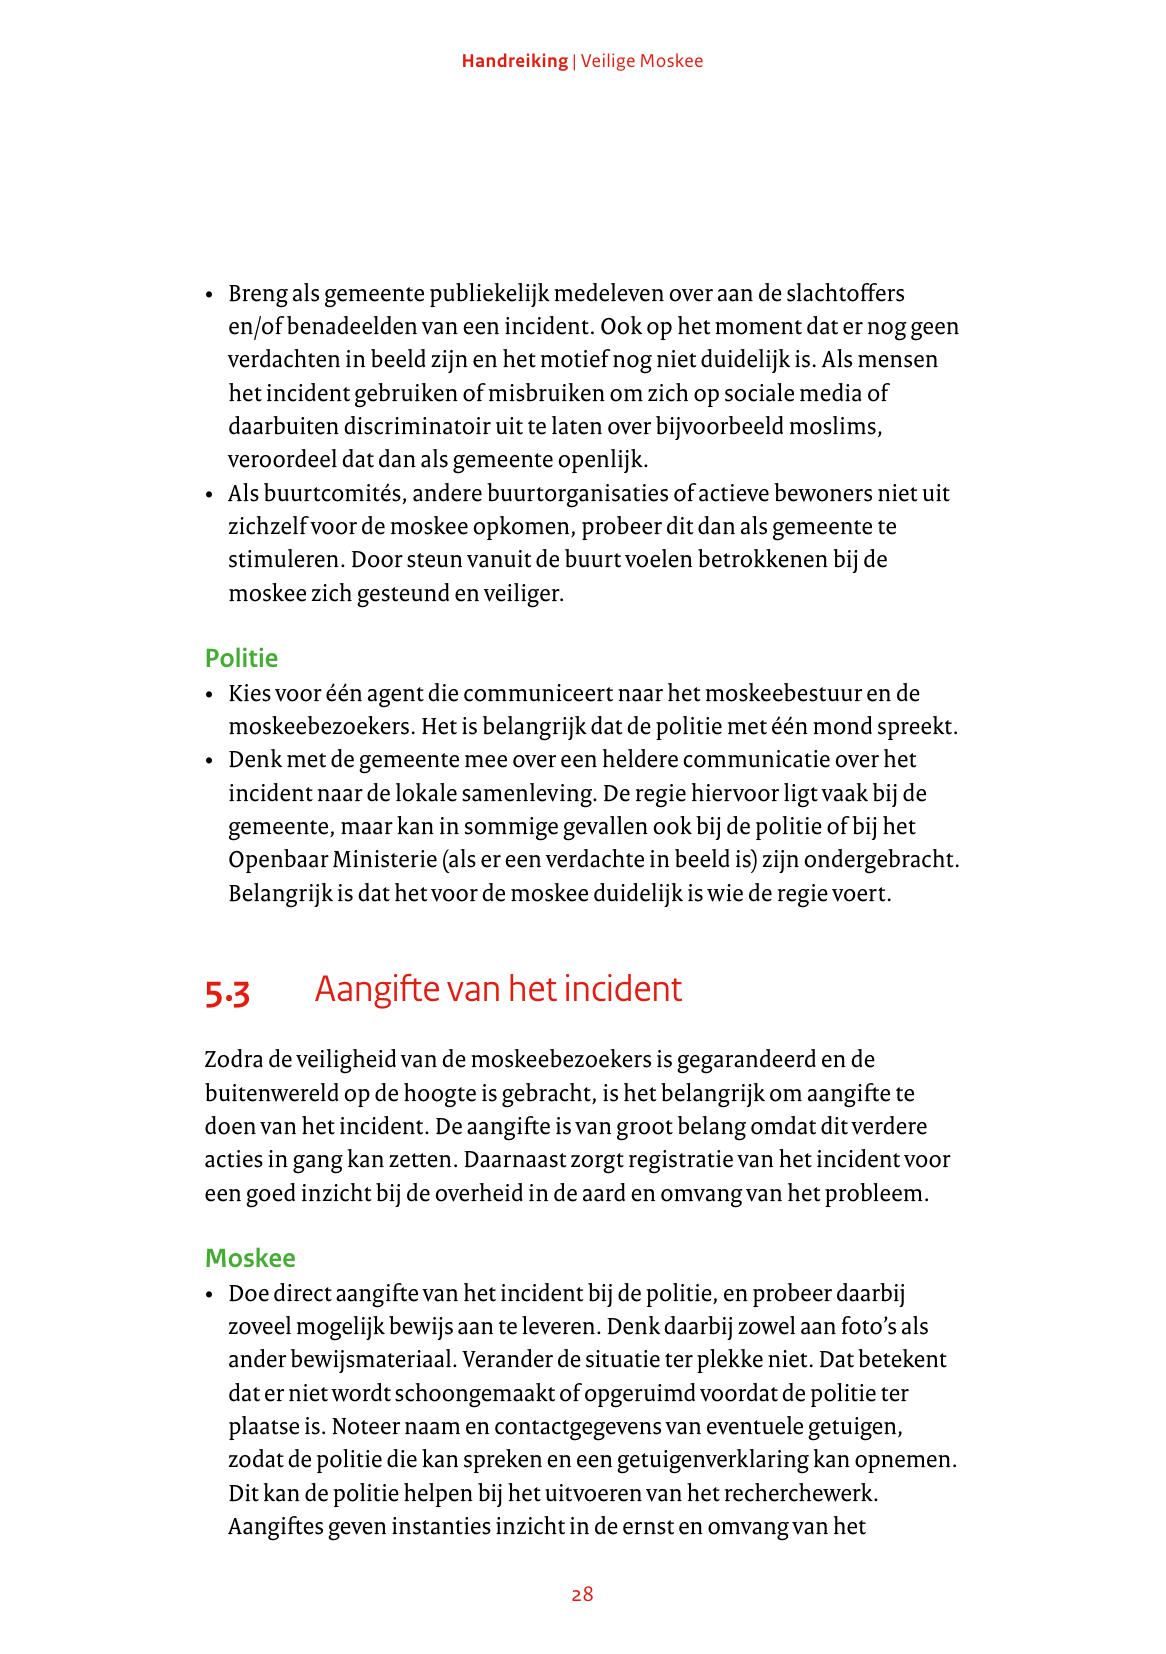 Handreiking | Veilige Moskee
• Breng als gemeente publiekelijk medeleven over aan de slachtoffers
en/of benadeelden van een incident. Ook op het moment dat er nog geen
verdachten in beeld zijn en het motief nog niet duidelijk is. Als mensen
het incident gebruiken of misbruiken om zich op sociale media of
daarbuiten discriminatoir uit te laten over bijvoorbeeld moslims,
veroordeel dat dan als gemeente openlijk.
• Als buurtcomités, andere buurtorganisaties of actieve bewoners niet uit
zichzelf voor de moskee opkomen, probeer dit dan als gemeente te
stimuleren. Door steun vanuit de buurt voelen betrokkenen bij de
moskee zich gesteund en veiliger.
Politie
• Kies voor één agent die communiceert naar het moskeebestuur en de
moskeebezoekers. Het is belangrijk dat de politie met één mond spreekt.
• Denk met de gemeente mee over een heldere communicatie over het
incident naar de lokale samenleving. De regie hiervoor ligt vaak bij de
gemeente, maar kan in sommige gevallen ook bij de politie of bij het
Openbaar Ministerie (als er een verdachte in beeld is) zijn ondergebracht.
Belangrijk is dat het voor de moskee duidelijk is wie de regie voert.
5.3 Aangifte van het incident
Zodra de veiligheid van de moskeebezoekers is gegarandeerd en de
buitenwereld op de hoogte is gebracht, is het belangrijk om aangifte te
doen van het incident. De aangifte is van groot belang omdat dit verdere
acties in gang kan zetten. Daarnaast zorgt registratie van het incident voor
een goed inzicht bij de overheid in de aard en omvang van het probleem.
Moskee
• Doe direct aangifte van het incident bij de politie, en probeer daarbij
zoveel mogelijk bewijs aan te leveren. Denk daarbij zowel aan foto’s als
ander bewijsmateriaal. Verander de situatie ter plekke niet. Dat betekent
dat er niet wordt schoongemaakt of opgeruimd voordat de politie ter
plaatse is. Noteer naam en contactgegevens van eventuele getuigen,
zodat de politie die kan spreken en een getuigenverklaring kan opnemen.
Dit kan de politie helpen bij het uitvoeren van het recherchewerk.
Aangiftes geven instanties inzicht in de ernst en omvang van het
28